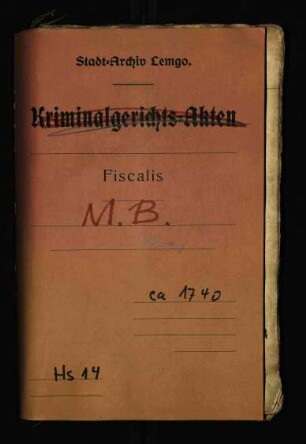 Stadt-Archiv Lemgo.
Kriminalgerichts-Akten
Fiscalis
M.B.
ca 1740
Hs 14